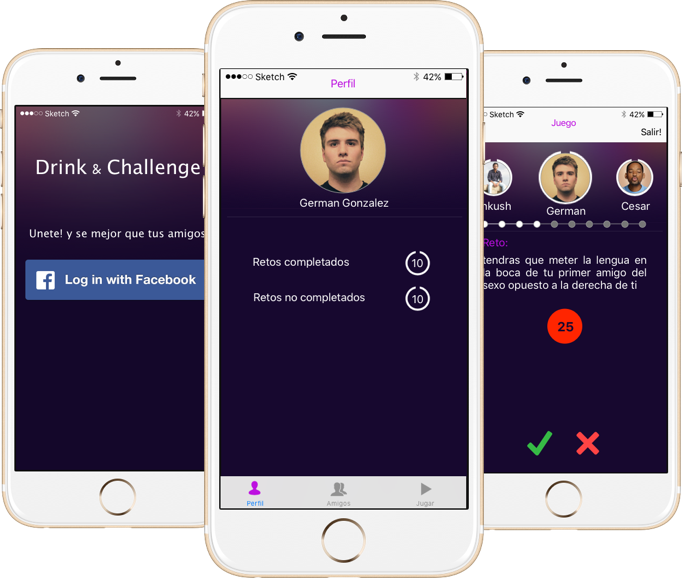 Sketch 42%
Drink & Challenge
Unete! y se mejor que tus amigos
Log in with Facebook
Sketch 42%
Perfil
German Gonzalez
Retos completados 10
Retos no completados 10
Perfil Amigos Jugar
Sketch 42%
Juego
Salir!
nkush German Cesar
Reto:
tendras que meter la lengua en
la boca de tu primer amigo del
sexo opuesto a la derecha de ti
25